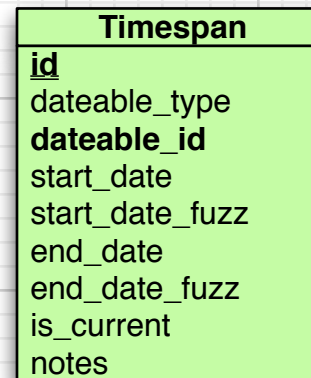 Timespan
id
dateable_type
dateable_id
start_date
start_date_fuzz
end_date
end_date_fuzz
is_current
notes